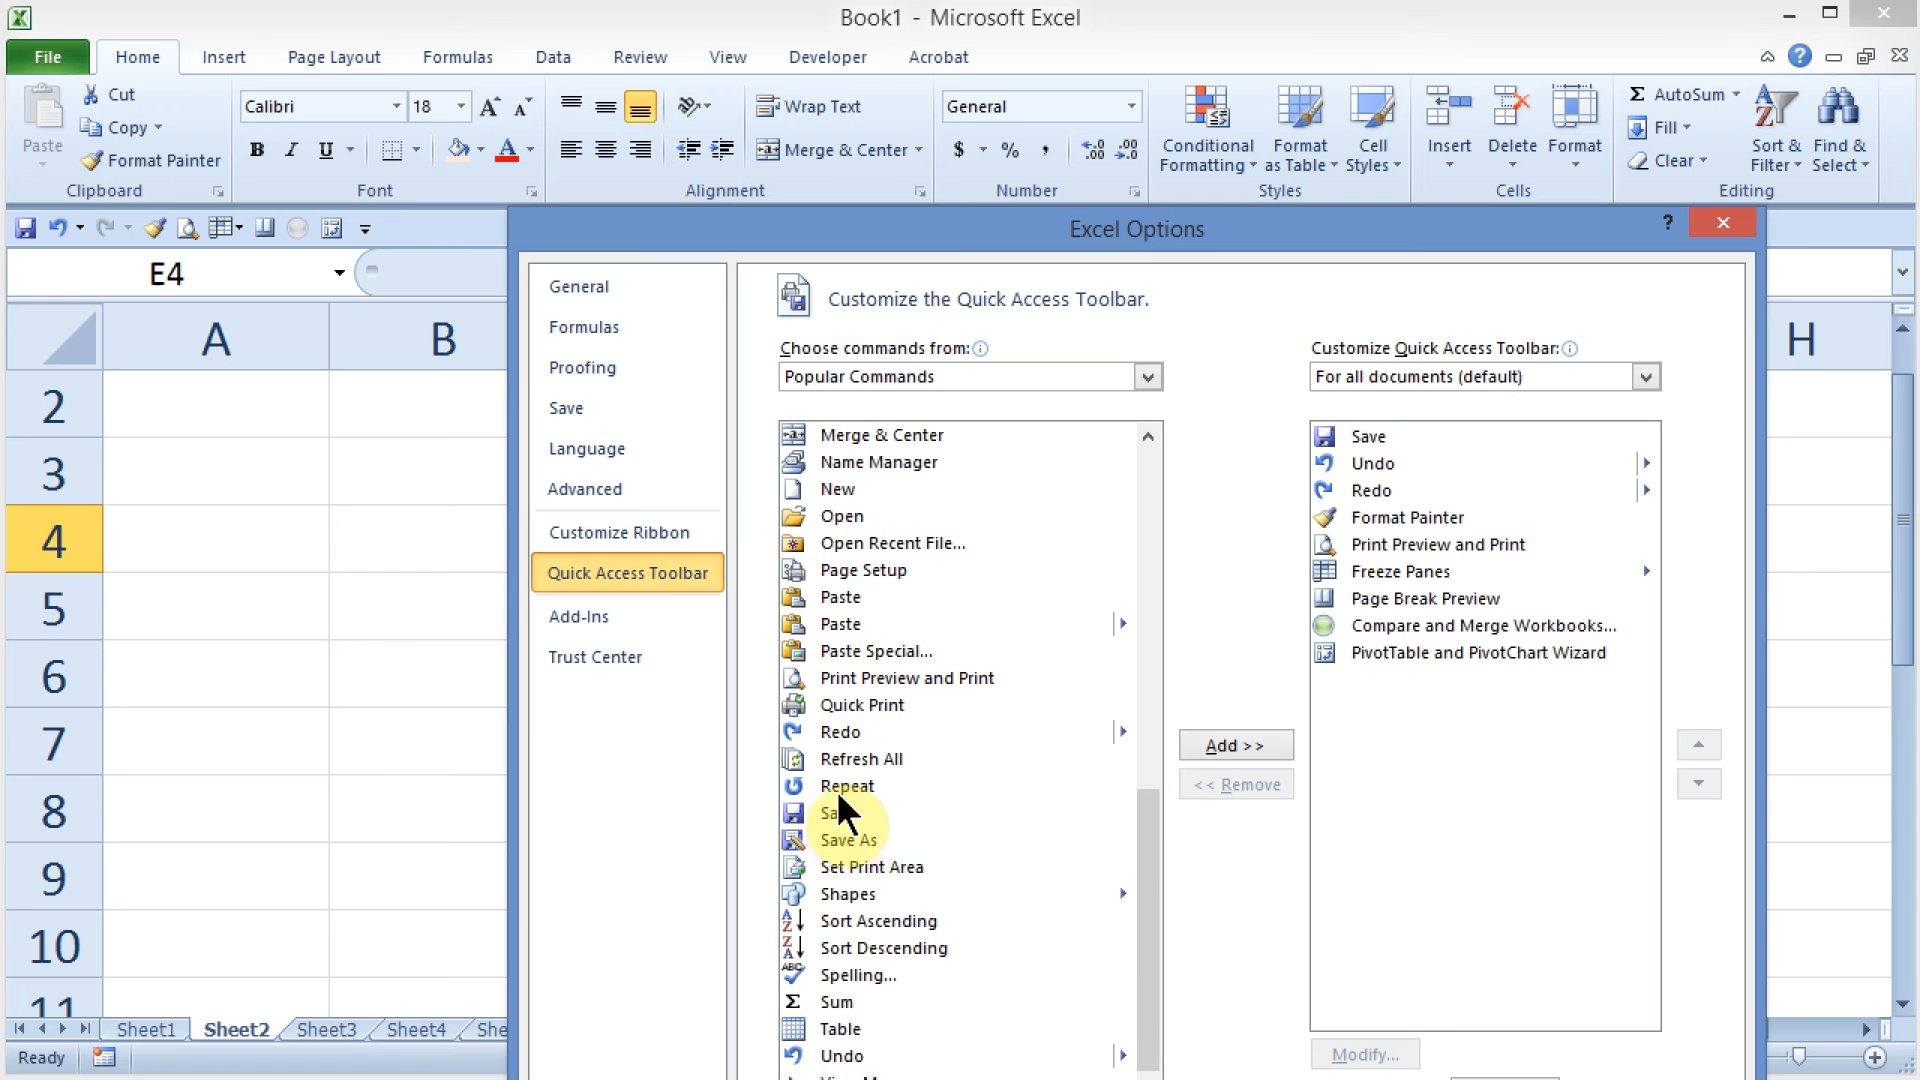 Book1 - Microsoft Excel
File Home Insert Page Layout Formulas Data Review View Developer Acrobat
Cut
Copy
Format Painter
Paste
Clipboard
Calibri 18
B I U A
Font
Wrap Text
Merge & Center
Alignment
General
$ % ,
Number
Conditional Formatting
Format as Table
Cell Styles
Styles
Insert Delete Format
Cells
Σ AutoSum
Fill
Clear
Sort & Filter
Find & Select
Editing
E4
A B H
2
3
4
5
6
7
8
9
10
11
Excel Options
?
General
Formulas
Proofing
Save
Language
Advanced
Customize Ribbon
Quick Access Toolbar
Add-Ins
Trust Center
Customize the Quick Access Toolbar.
Choose commands from:
Popular Commands
Merge & Center
Name Manager
New
Open
Open Recent File...
Page Setup
Paste
Paste
Paste Special...
Print Preview and Print
Quick Print
Redo
Refresh All
Repeat
Save As
Set Print Area
Shapes
Sort Ascending
Sort Descending
Spelling...
Sum
Table
Undo
Add >>
<< Remove
Customize Quick Access Toolbar:
For all documents (default)
Save
Undo
Redo
Format Painter
Print Preview and Print
Freeze Panes
Page Break Preview
Compare and Merge Workbooks...
PivotTable and PivotChart Wizard
Modify...
Sheet1 Sheet2 Sheet3 Sheet4
Ready